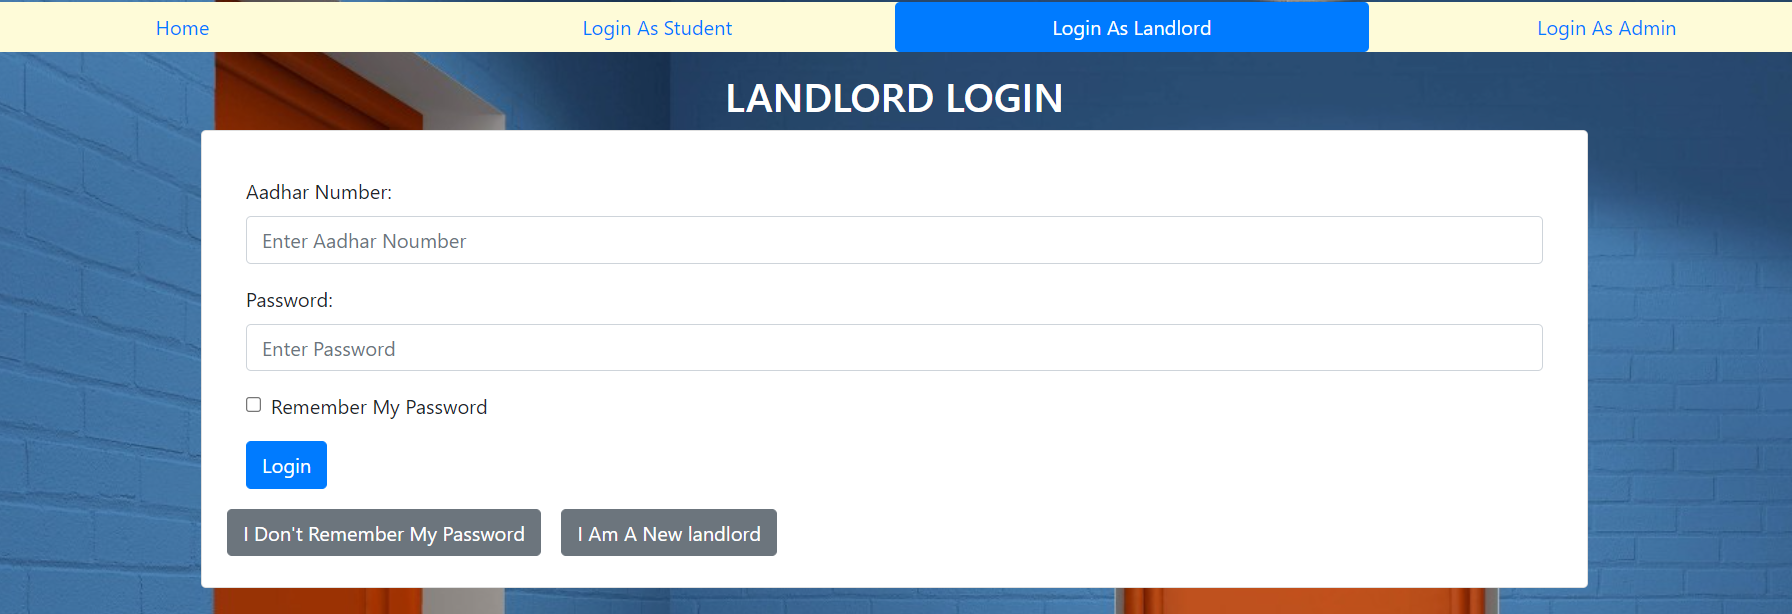 Home Login As Student Login As Landlord Login As Admin
LANDLORD LOGIN
Aadhar Number:
Enter Aadhar Noumber
Password:
Enter Password
Remember My Password
Login
I Don't Remember My Password I Am A New landlord